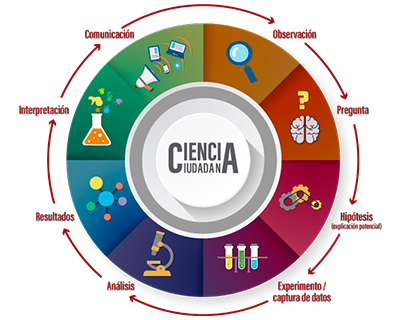 Comunicación
Observación
Interpretación
?
Pregunta
CIENCIA
CIUDADANA
Resultados
Hipótesis
(explicación potencial)
Análisis
Experimento /
captura de datos